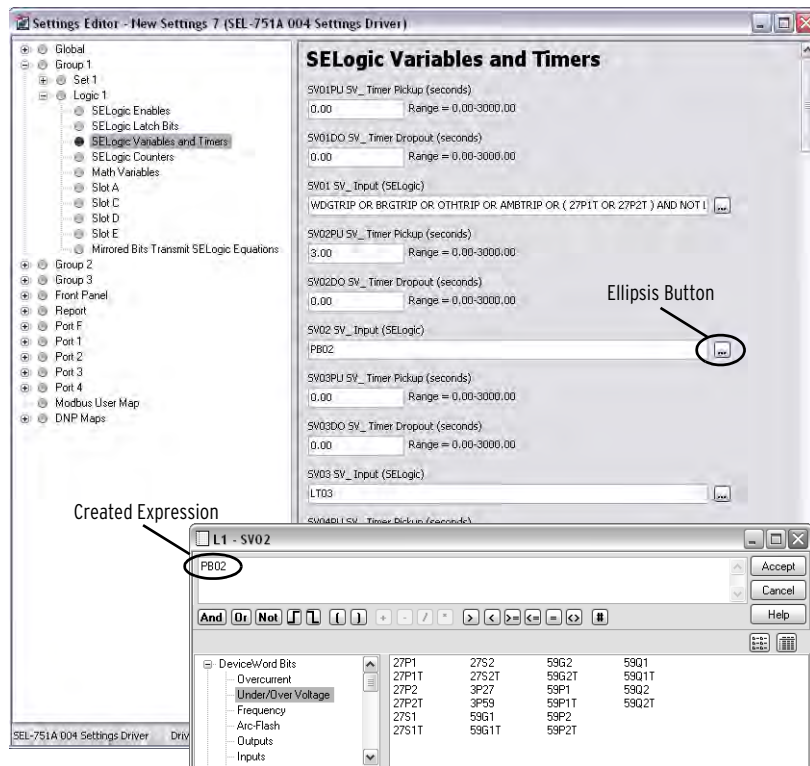 Settings Editor - New Settings 7 (SEL-751A 004 Settings Driver)
Global
Group 1
Set 1
Logic 1
SELogic Enables
SELogic Latch Bits
SELogic Variables and Timers
SELogic Counters
Math Variables
Slot A
Slot C
Slot D
Slot E
Mirrored Bits Transmit SELogic Equations
Group 2
Group 3
Front Panel
Report
Port F
Port 1
Port 2
Port 3
Port 4
Modbus User Map
DNP Maps
SELogic Variables and Timers
SV01PU SV_ Timer Pickup (seconds)
0.00 Range = 0.00-3000.00
SV01DO SV_ Timer Dropout (seconds)
0.00 Range = 0.00-3000.00
SV01 SV_ Input (SELogic)
WDGTRIP OR BRGTRIP OR OTHTRIP OR AMBTRIP OR ( 27P1T OR 27P2T ) AND NOT ...
SV02PU SV_ Timer Pickup (seconds)
3.00 Range = 0.00-3000.00
SV02DO SV_ Timer Dropout (seconds)
0.00 Range = 0.00-3000.00
Ellipsis Button
SV02 SV_ Input (SELogic)
PB02 ...
SV03PU SV_ Timer Pickup (seconds)
0.00 Range = 0.00-3000.00
SV03DO SV_ Timer Dropout (seconds)
0.00 Range = 0.00-3000.00
SV03 SV_ Input (SELogic)
LT03 ...
SV04PU SV_ Timer Pickup (seconds)
Created Expression
L1 - SV02
PB02
Accept
Cancel
Help
And Or Not ( ) + - / * > < >= <= = <> #
DeviceWord Bits
Overcurrent
Under/Over Voltage
Frequency
Arc-Flash
Outputs
Inputs
27P1 27S2 59G2 59Q1
27P1T 27S2T 59G2T 59Q1T
27P2 3P27 59P1 59Q2
27P2T 3P59 59P1T 59Q2T
27S1 59G1 59P2
27S1T 59G1T 59P2T
SEL-751A 004 Settings Driver Driv